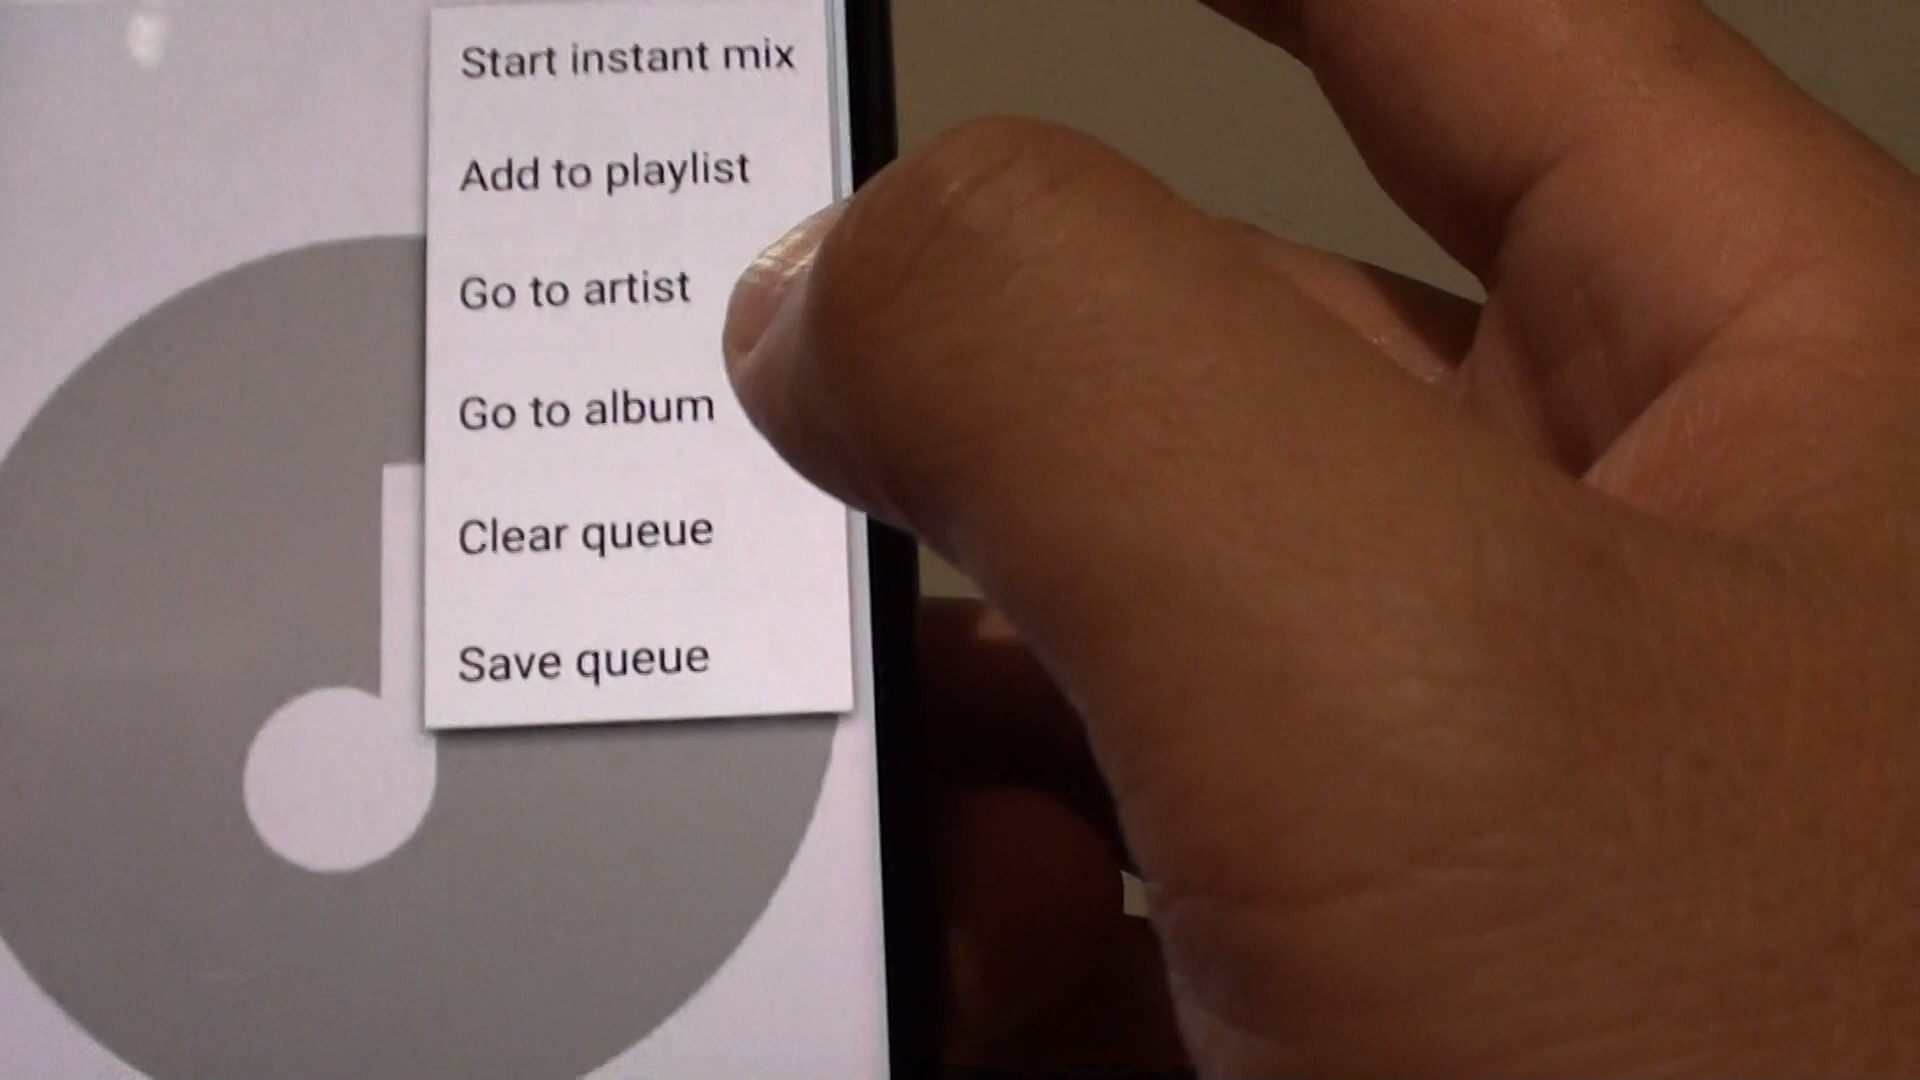 Start instant mix
Add to playlist
Go to artist
Go to album
Clear queue
Save queue